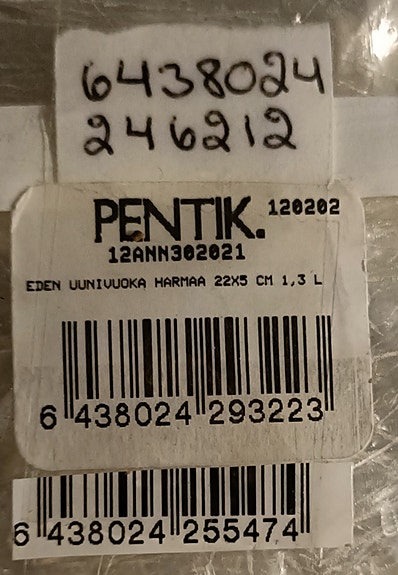 6438024
246212
PENTIK. 120202
12ANN302021
EDEN UUNIVUOKA HARMAA 22X5 CM 1,3 L
6 438024 293223
6 438024 255474